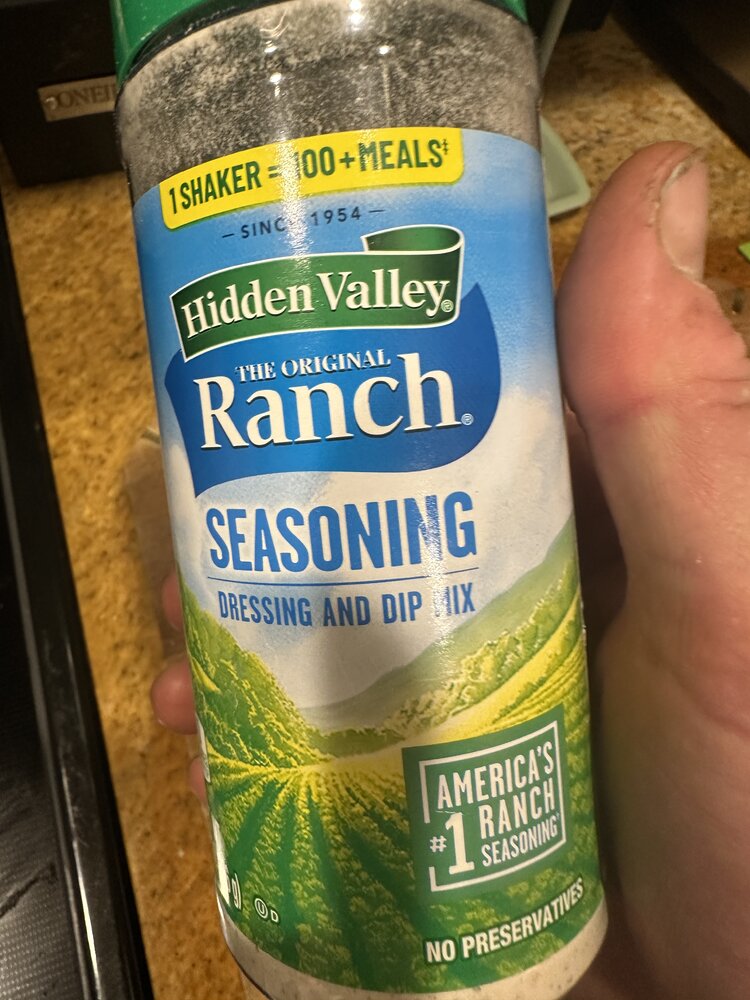 1 SHAKER = 100+MEALS‡
– SINCE 1954 –
Hidden Valley®
THE ORIGINAL
Ranch®
SEASONING
DRESSING AND DIP MIX
AMERICA'S
#1 RANCH
SEASONING
g)
Ⓤ D
NO PRESERVATIVES